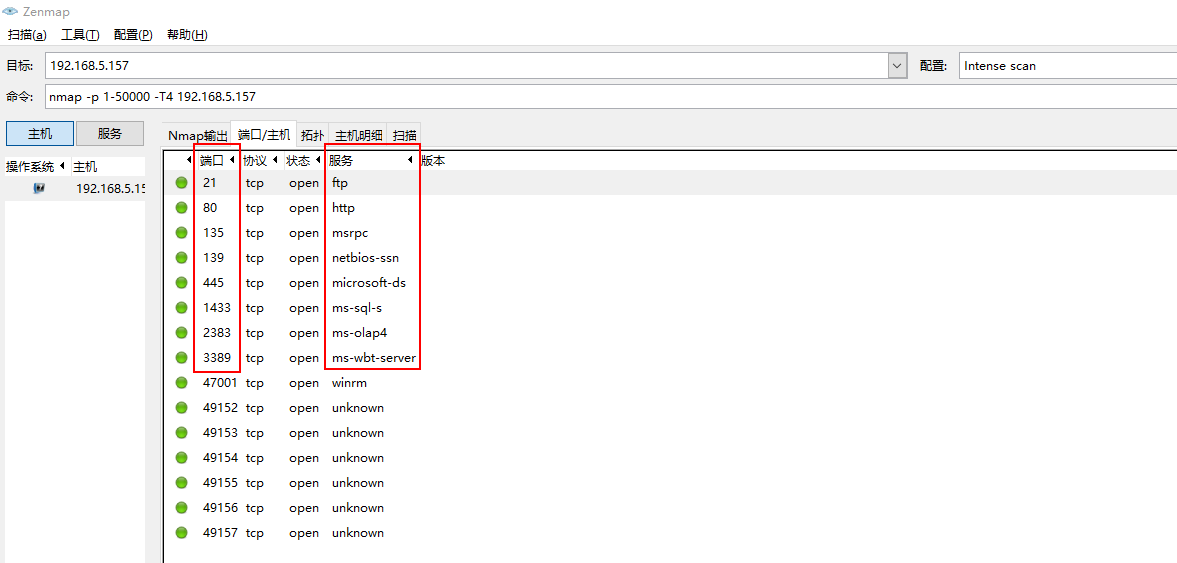 Zenmap
扫描(a) 工具(T) 配置(P) 帮助(H)
目标: 192.168.5.157 配置: Intense scan
命令: nmap -p 1-50000 -T4 192.168.5.157
主机 服务 Nmap输出 端口/主机 拓扑 主机明细 扫描
操作系统 主机 端口 协议 状态 服务 版本
192.168.5.15 21 tcp open ftp
80 tcp open http
135 tcp open msrpc
139 tcp open netbios-ssn
445 tcp open microsoft-ds
1433 tcp open ms-sql-s
2383 tcp open ms-olap4
3389 tcp open ms-wbt-server
47001 tcp open winrm
49152 tcp open unknown
49153 tcp open unknown
49154 tcp open unknown
49155 tcp open unknown
49156 tcp open unknown
49157 tcp open unknown